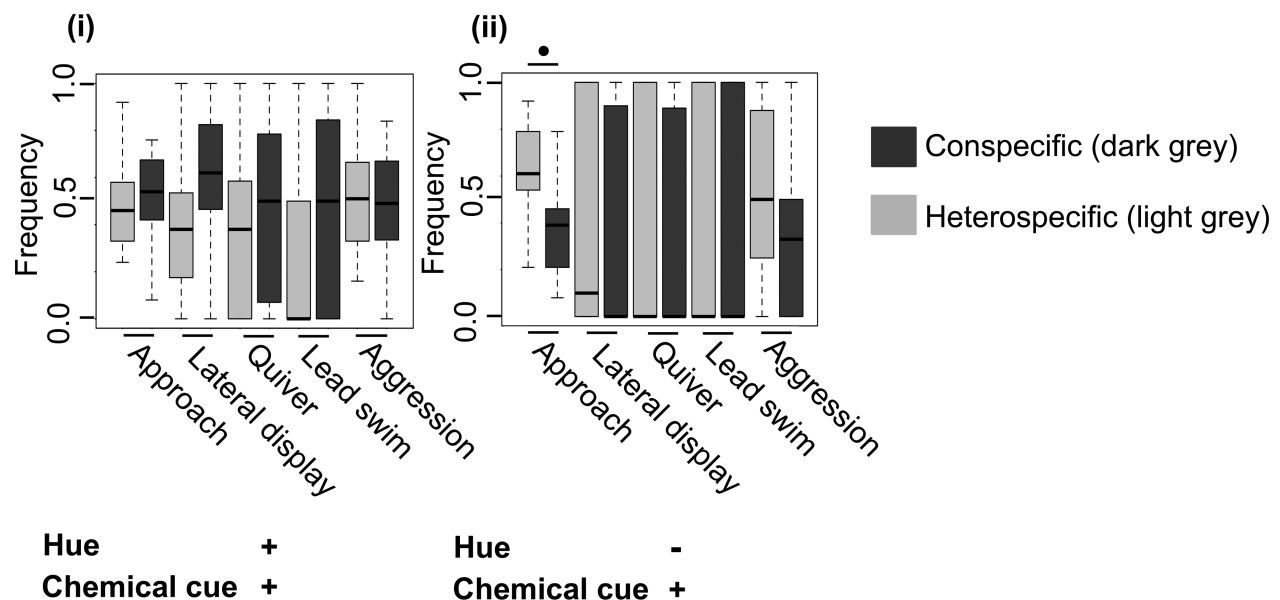 (i)
Frequency
1.0
0.5
0.0
Approach
Lateral display
Quiver
Lead swim
Aggression
Hue +
Chemical cue +
(ii)
Frequency
1.0
0.5
0.0
Approach
Lateral display
Quiver
Lead swim
Aggression
Hue -
Chemical cue +
Conspecific (dark grey)
Heterospecific (light grey)